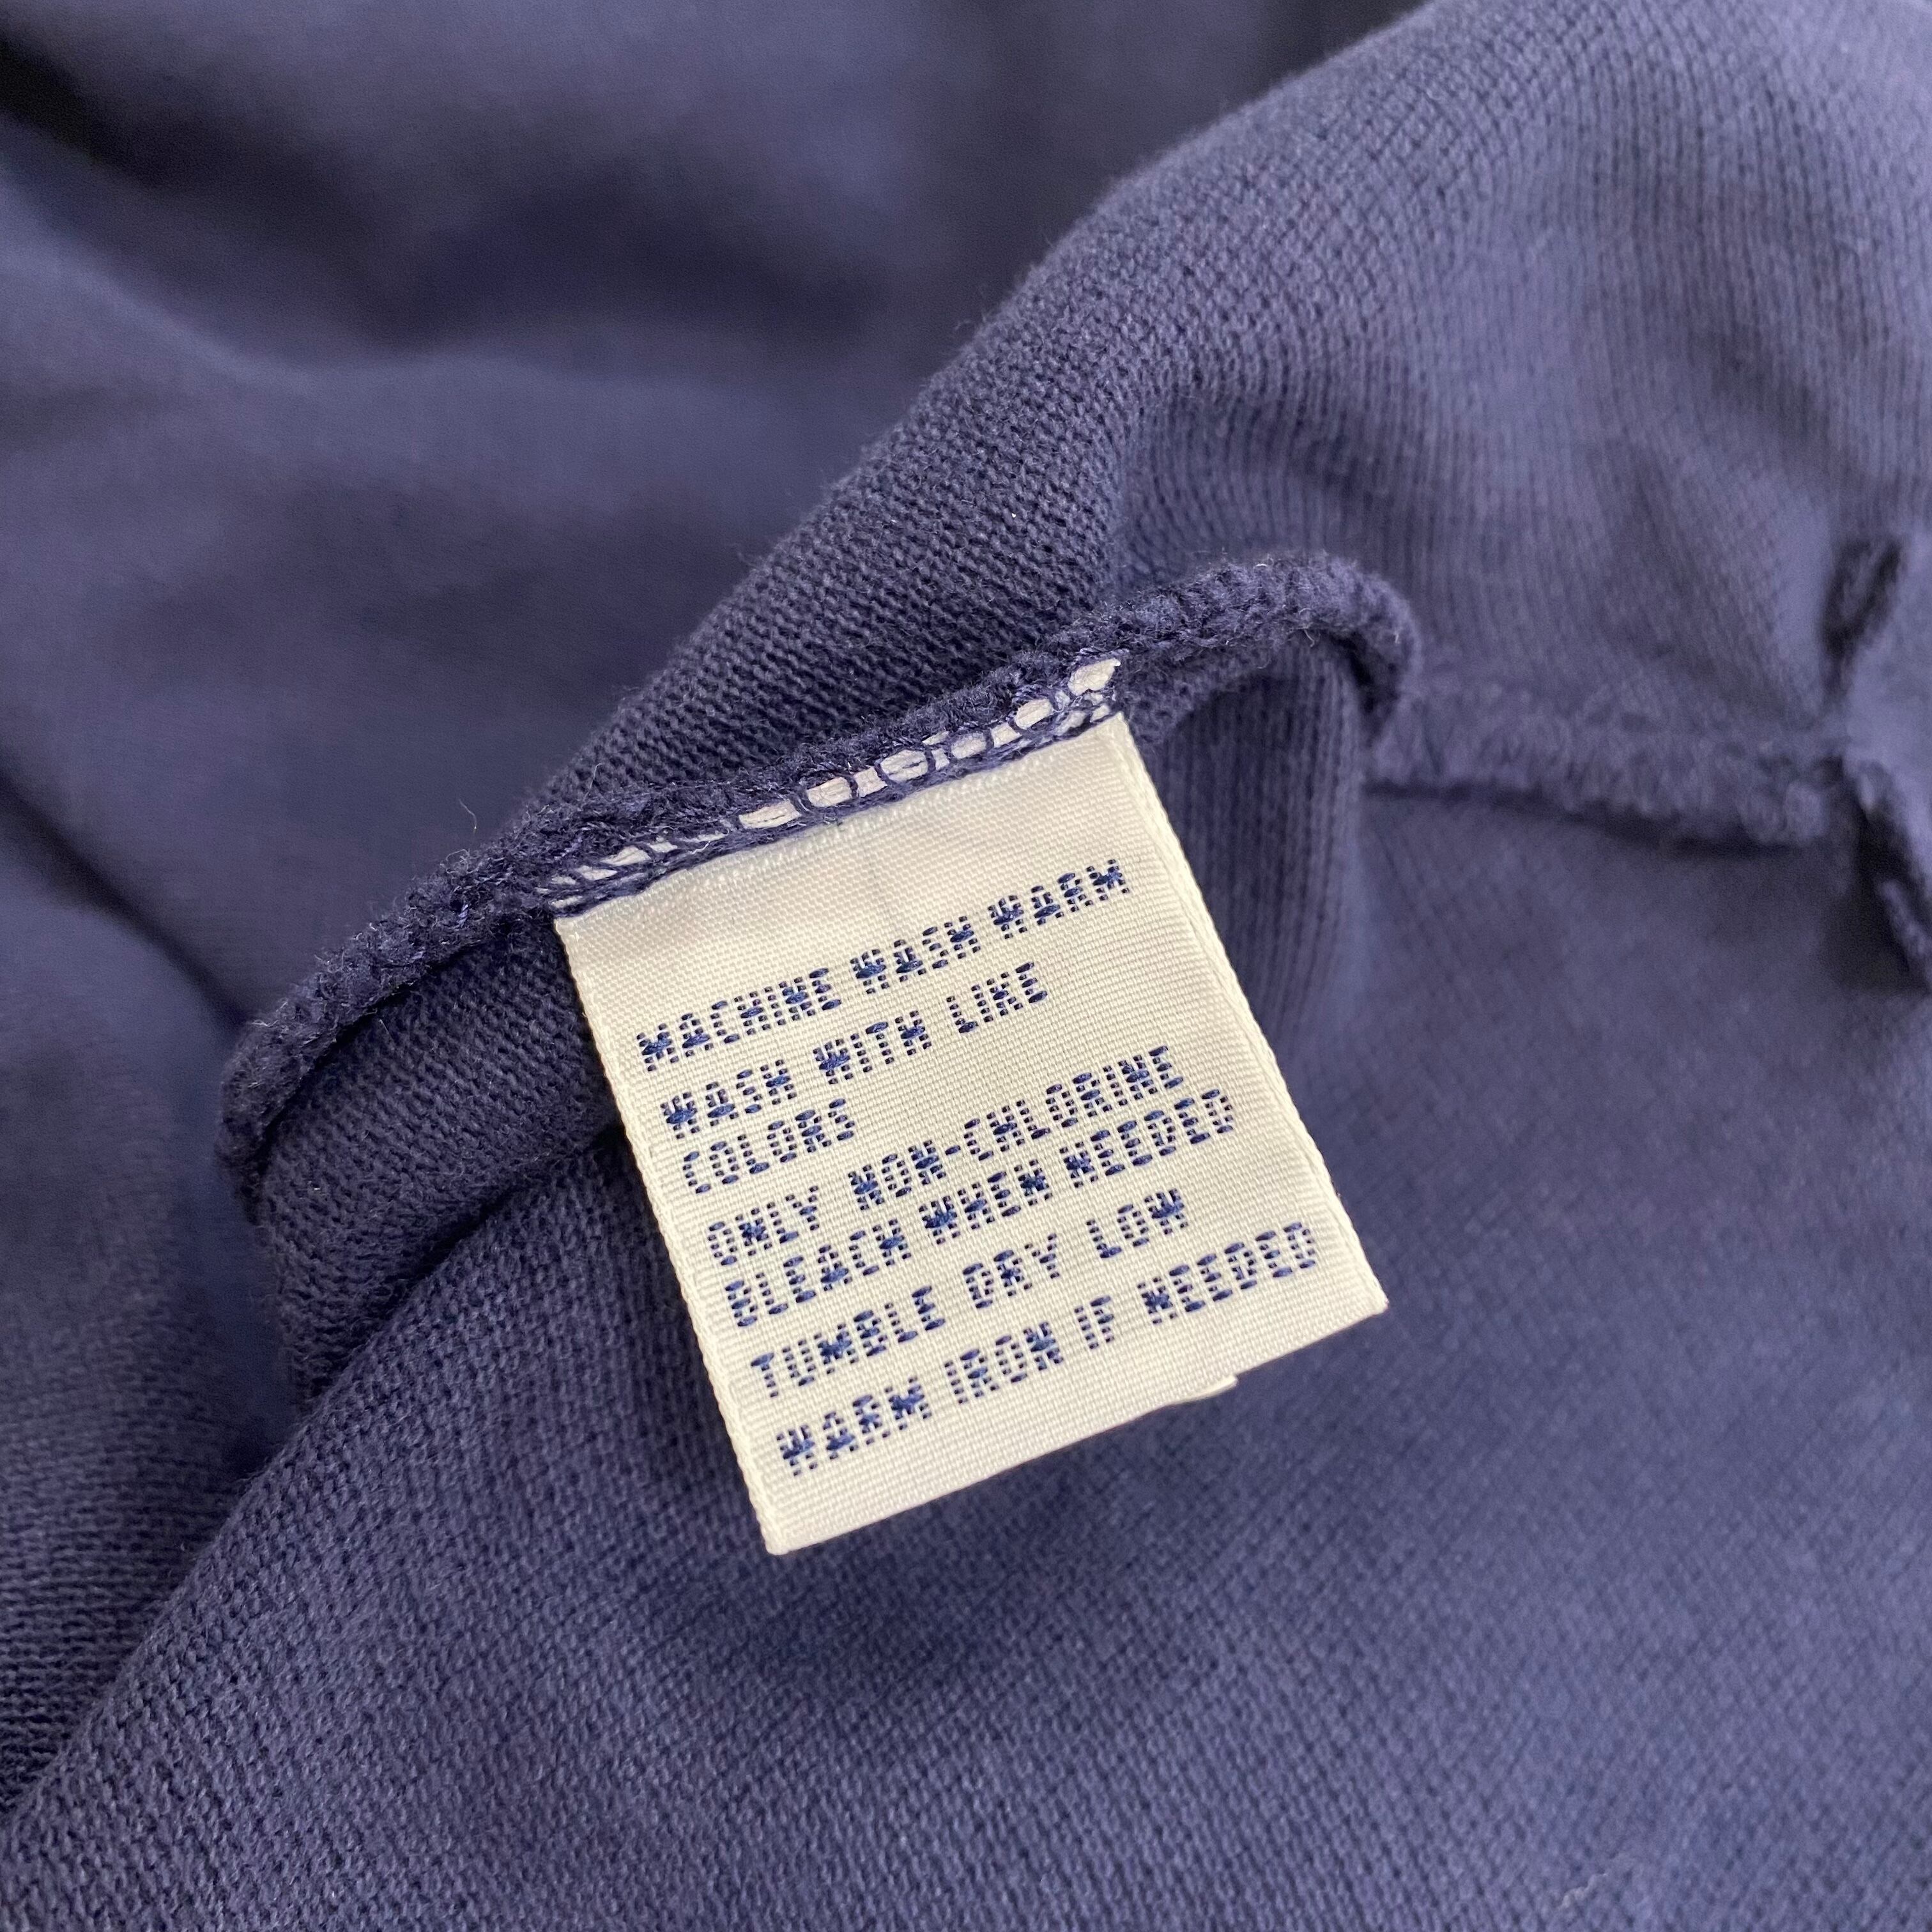 MACHINE WASH WARM
WASH WITH LIKE
COLORS
ONLY NON-CHLORINE
BLEACH WHEN NEEDED
TUMBLE DRY LOW
WARM IRON IF NEEDED